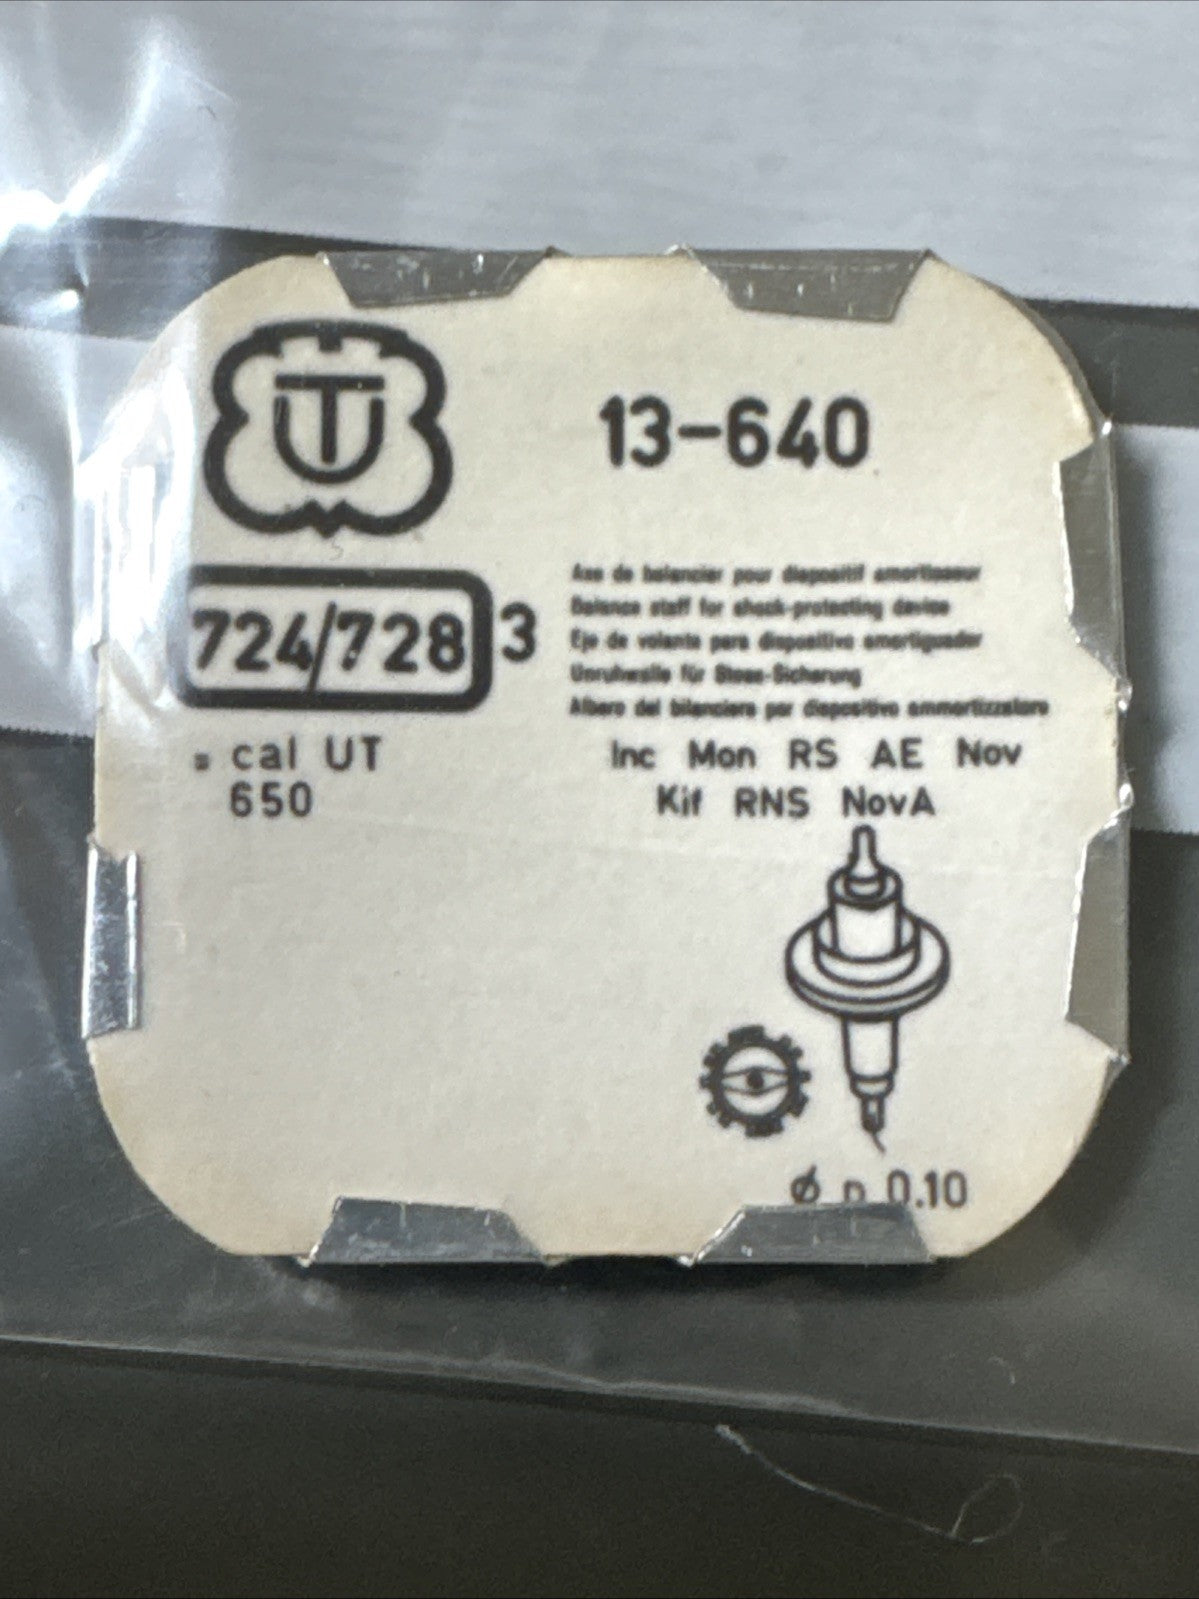 UT
13-640
724/728 3
Axe de balancier pour dispositif amortisseur
Balance staff for shock-protecting device
Eje de volante para dispositivo amortiguador
Unruhwelle für Stoss-Sicherung
Albero del bilanciere per dispositivo ammortizzatore
s cal UT
650
Inc Mon RS AE Nov
Kif RNS NovA
ø p 0.10